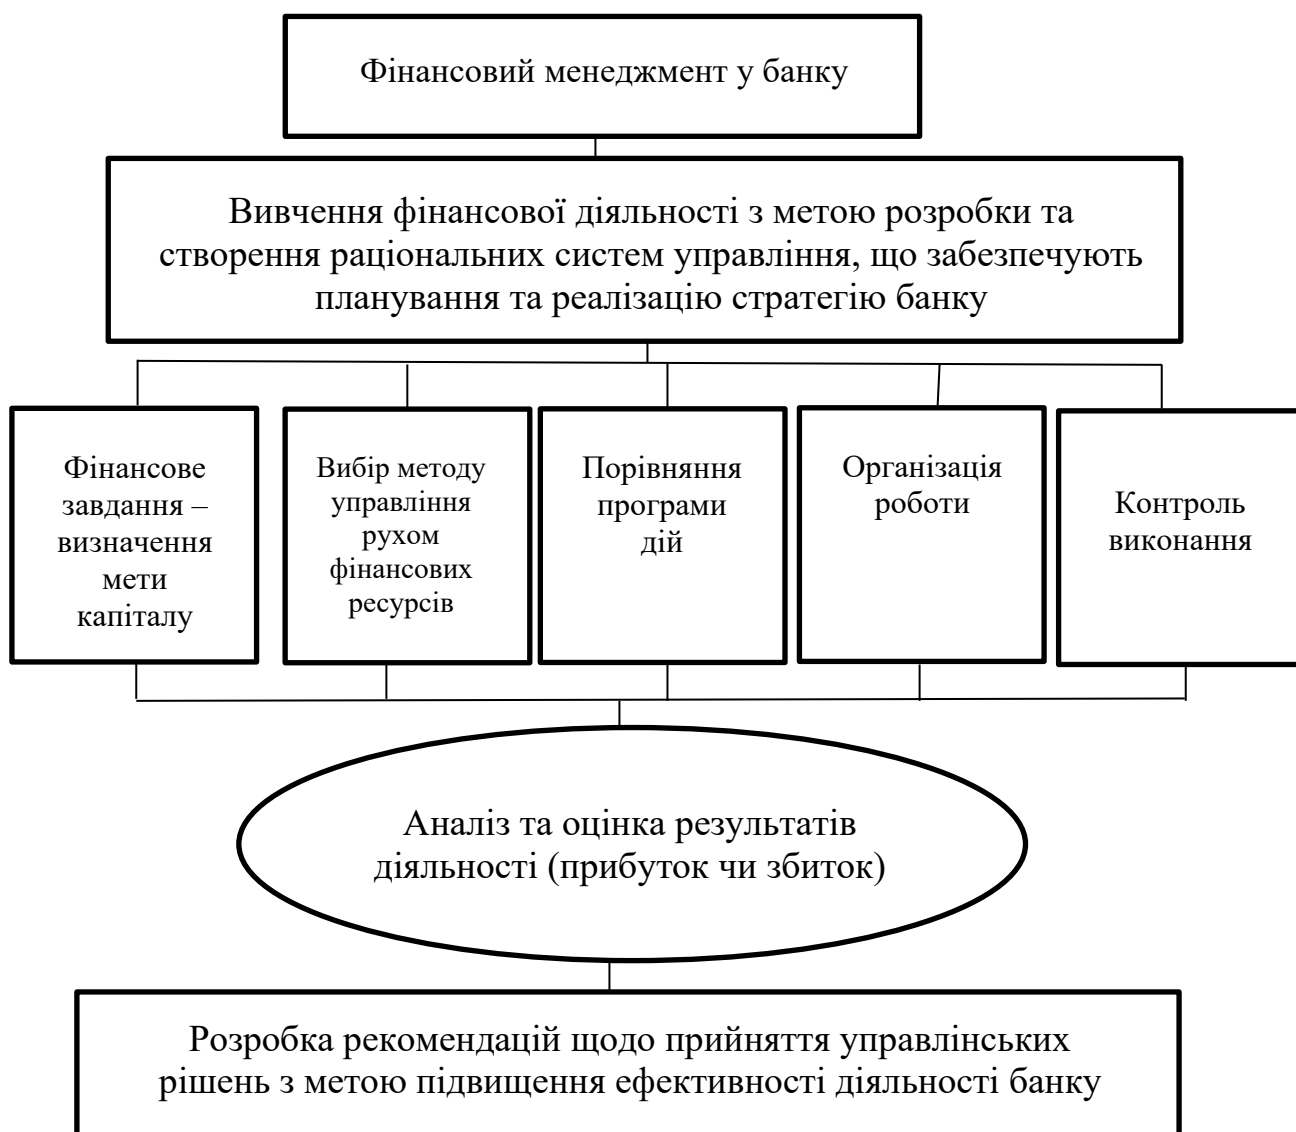 Фінансовий менеджмент у банку
Вивчення фінансової діяльності з метою розробки та
створення раціональних систем управління, що забезпечують
планування та реалізацію стратегію банку
Фінансове
завдання –
визначення
мети
капіталу
Вибір методу
управління
рухом
фінансових
ресурсів
Порівняння
програми
дій
Організація
роботи
Контроль
виконання
Аналіз та оцінка результатів
діяльності (прибуток чи збиток)
Розробка рекомендацій щодо прийняття управлінських
рішень з метою підвищення ефективності діяльності банку